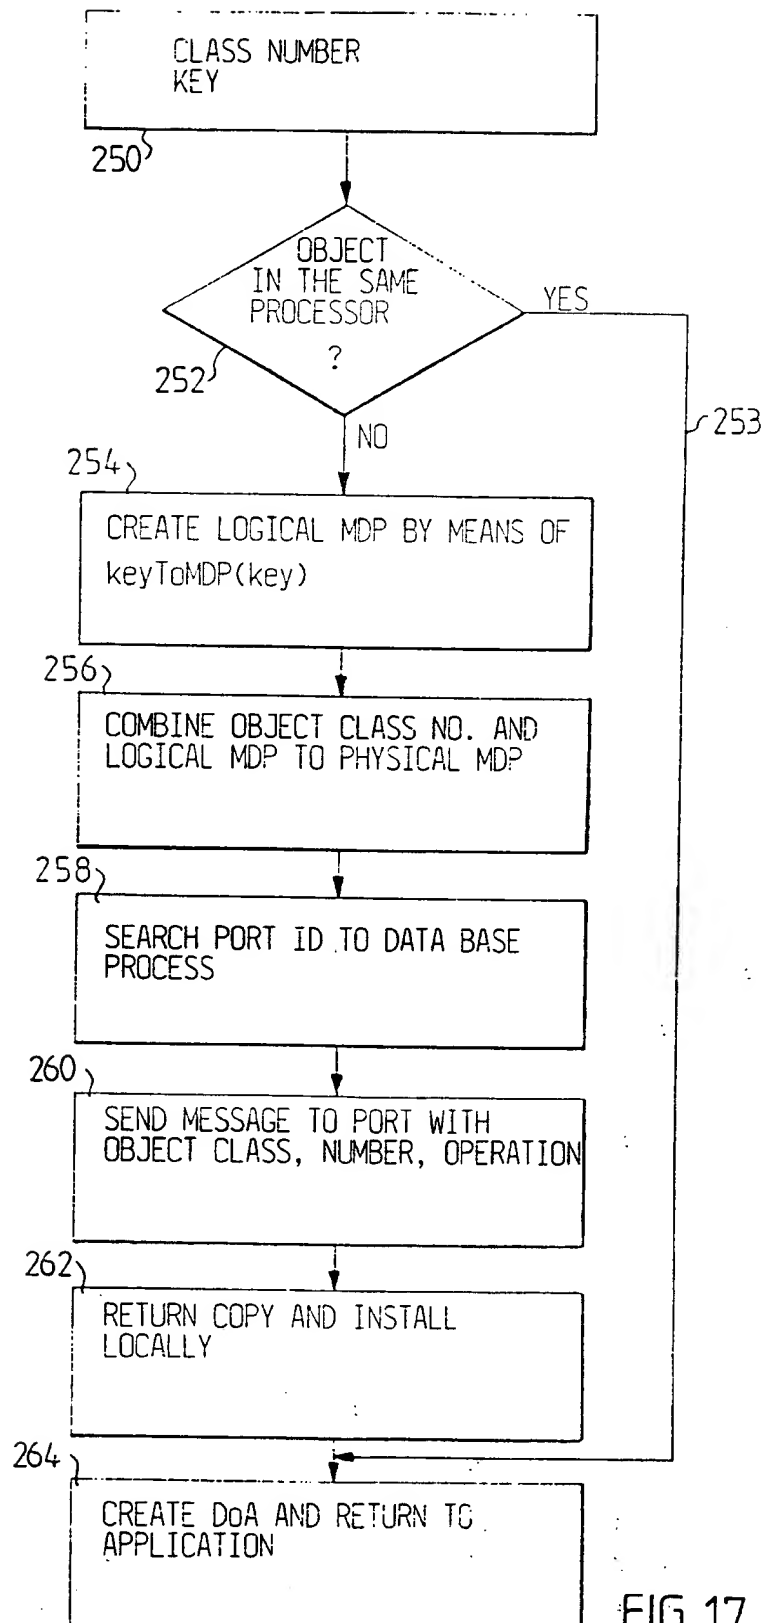 CLASS NUMBER
KEY
250
OBJECT
IN THE SAME
PROCESSOR
?
YES
252
253
NO
254
CREATE LOGICAL MDP BY MEANS OF
keyToMDP(key)
256
COMBINE OBJECT CLASS NO. AND
LOGICAL MDP TO PHYSICAL MDP
258
SEARCH PORT ID TO DATA BASE
PROCESS
260
SEND MESSAGE TO PORT WITH
OBJECT CLASS, NUMBER, OPERATION
262
RETURN COPY AND INSTALL
LOCALLY
264
CREATE DOA AND RETURN TO
APPLICATION
FIG 17